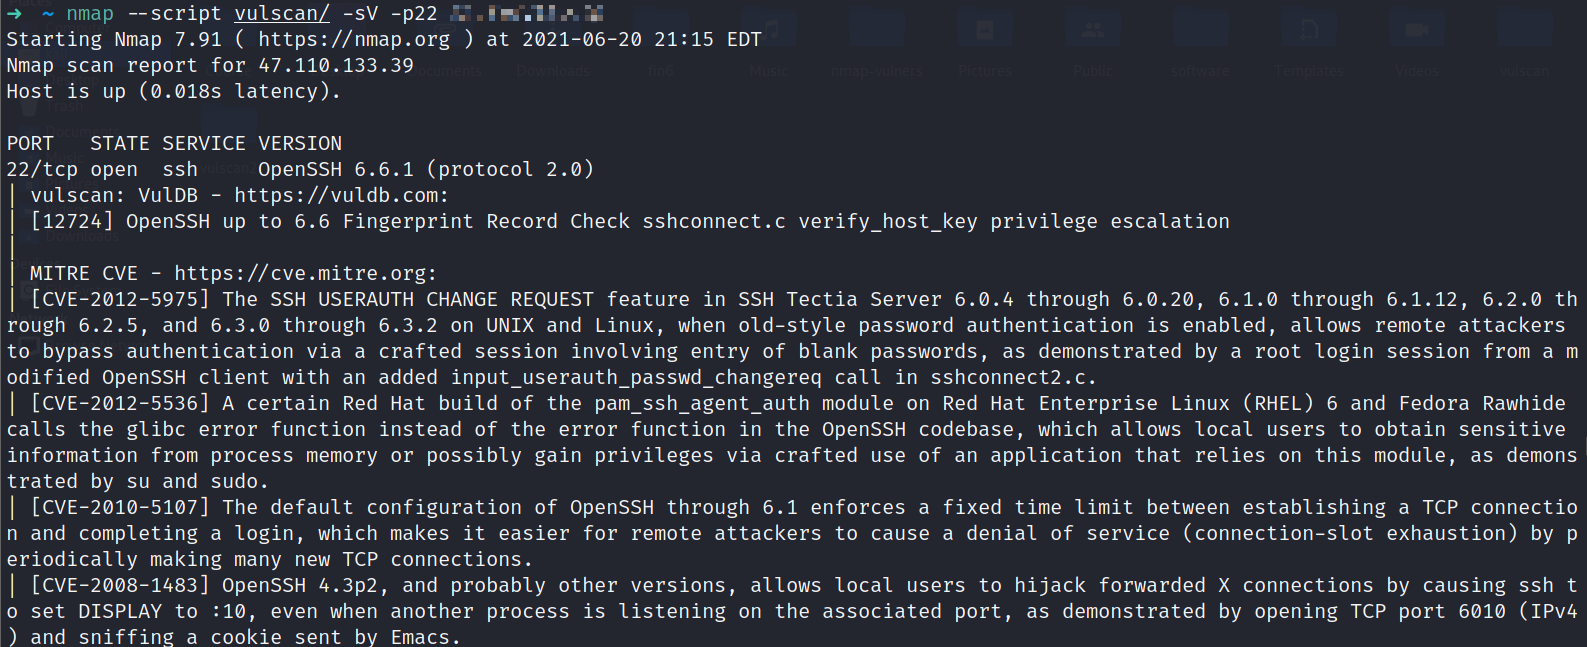 → ~ nmap --script vulscan/ -sV -p22
Starting Nmap 7.91 ( https://nmap.org ) at 2021-06-20 21:15 EDT
Nmap scan report for 47.110.133.39
Host is up (0.018s latency).
PORT   STATE SERVICE VERSION
22/tcp open  ssh     OpenSSH 6.6.1 (protocol 2.0)
| vulscan: VulDB - https://vuldb.com:
| [12724] OpenSSH up to 6.6 Fingerprint Record Check sshconnect.c verify_host_key privilege escalation
|
| MITRE CVE - https://cve.mitre.org:
| [CVE-2012-5975] The SSH USERAUTH CHANGE REQUEST feature in SSH Tectia Server 6.0.4 through 6.0.20, 6.1.0 through 6.1.12, 6.2.0 th
rough 6.2.5, and 6.3.0 through 6.3.2 on UNIX and Linux, when old-style password authentication is enabled, allows remote attackers
to bypass authentication via a crafted session involving entry of blank passwords, as demonstrated by a root login session from a m
odified OpenSSH client with an added input_userauth_passwd_changereq call in sshconnect2.c.
| [CVE-2012-5536] A certain Red Hat build of the pam_ssh_agent_auth module on Red Hat Enterprise Linux (RHEL) 6 and Fedora Rawhide
calls the glibc error function instead of the error function in the OpenSSH codebase, which allows local users to obtain sensitive
information from process memory or possibly gain privileges via crafted use of an application that relies on this module, as demons
trated by su and sudo.
| [CVE-2010-5107] The default configuration of OpenSSH through 6.1 enforces a fixed time limit between establishing a TCP connectio
n and completing a login, which makes it easier for remote attackers to cause a denial of service (connection-slot exhaustion) by p
eriodically making many new TCP connections.
| [CVE-2008-1483] OpenSSH 4.3p2, and probably other versions, allows local users to hijack forwarded X connections by causing ssh t
o set DISPLAY to :10, even when another process is listening on the associated port, as demonstrated by opening TCP port 6010 (IPv4
) and sniffing a cookie sent by Emacs.